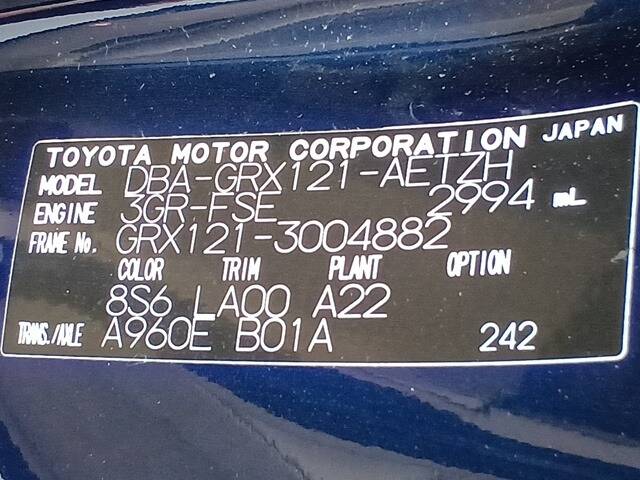 TOYOTA MOTOR CORPORATION JAPAN
MODEL DBA-GRX121-AETZH
ENGINE 3GR-FSE 2994 mL
FRAME No. GRX121-3004882
COLOR TRIM PLANT OPTION
8S6 LA00 A22
TRANS./AXLE A960E B01A 242